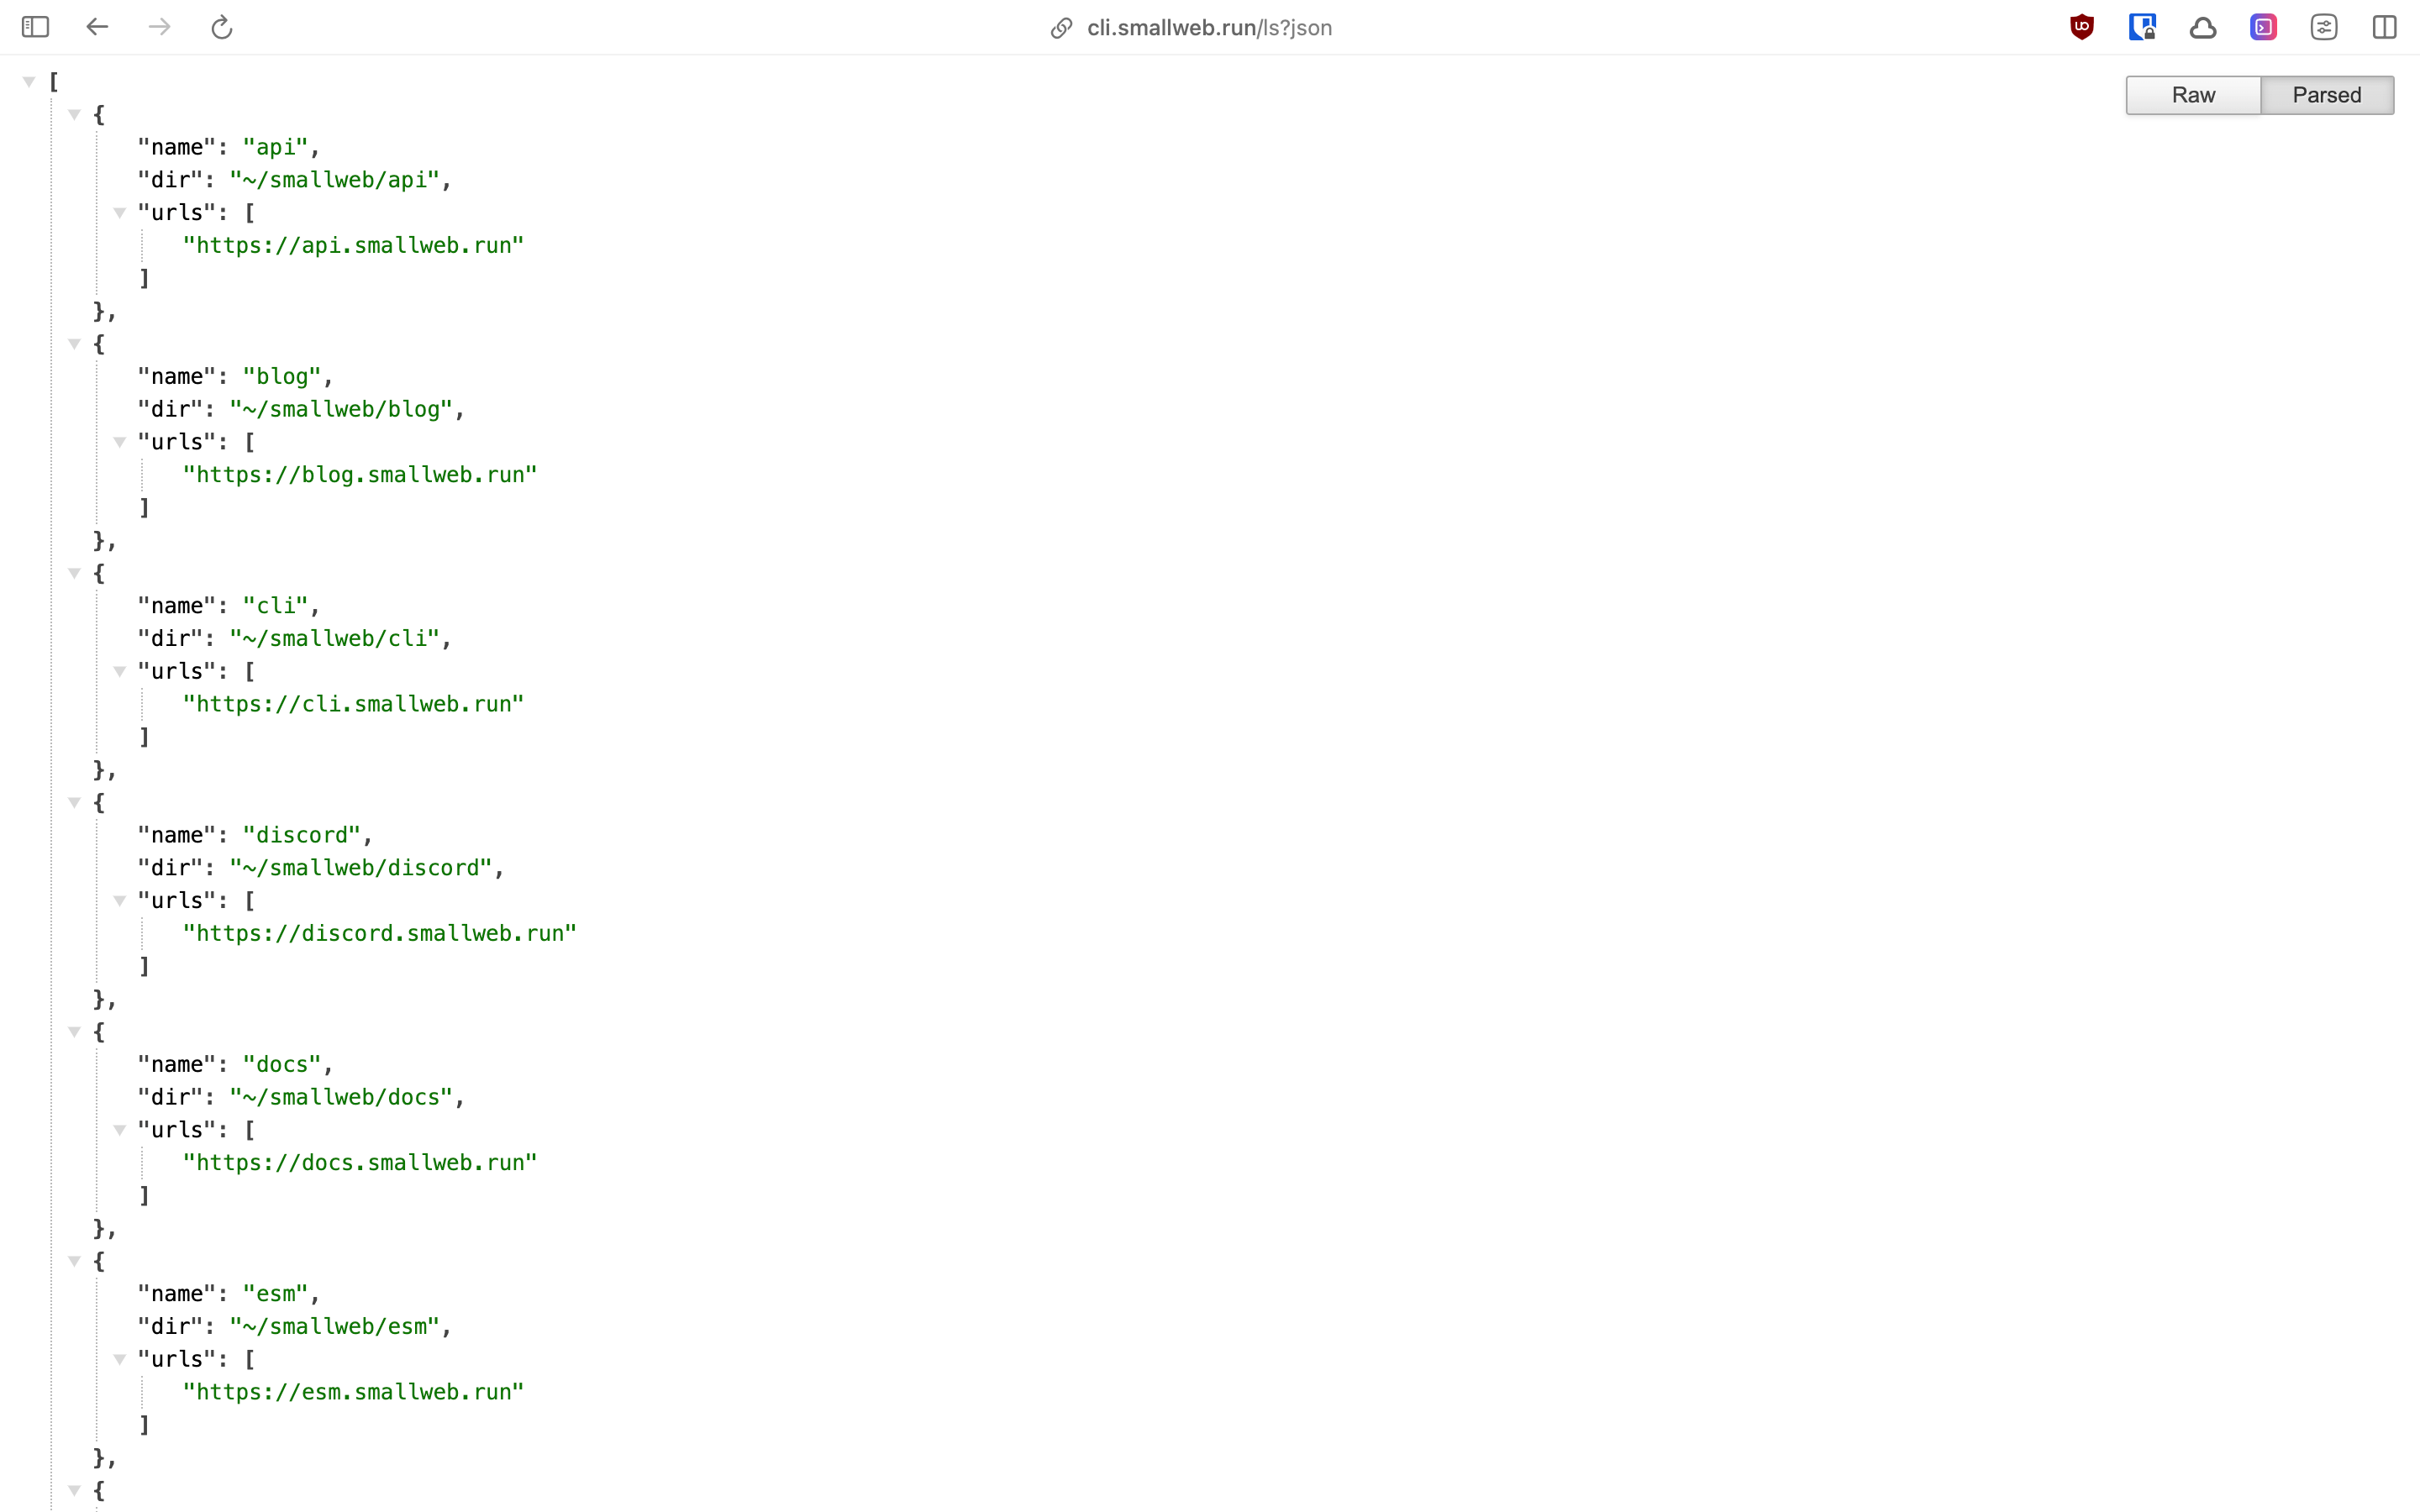 cli.smallweb.run/ls?json
Raw Parsed
[
{
"name": "api",
"dir": "~/smallweb/api",
"urls": [
"https://api.smallweb.run"
]
},
{
"name": "blog",
"dir": "~/smallweb/blog",
"urls": [
"https://blog.smallweb.run"
]
},
{
"name": "cli",
"dir": "~/smallweb/cli",
"urls": [
"https://cli.smallweb.run"
]
},
{
"name": "discord",
"dir": "~/smallweb/discord",
"urls": [
"https://discord.smallweb.run"
]
},
{
"name": "docs",
"dir": "~/smallweb/docs",
"urls": [
"https://docs.smallweb.run"
]
},
{
"name": "esm",
"dir": "~/smallweb/esm",
"urls": [
"https://esm.smallweb.run"
]
},
{